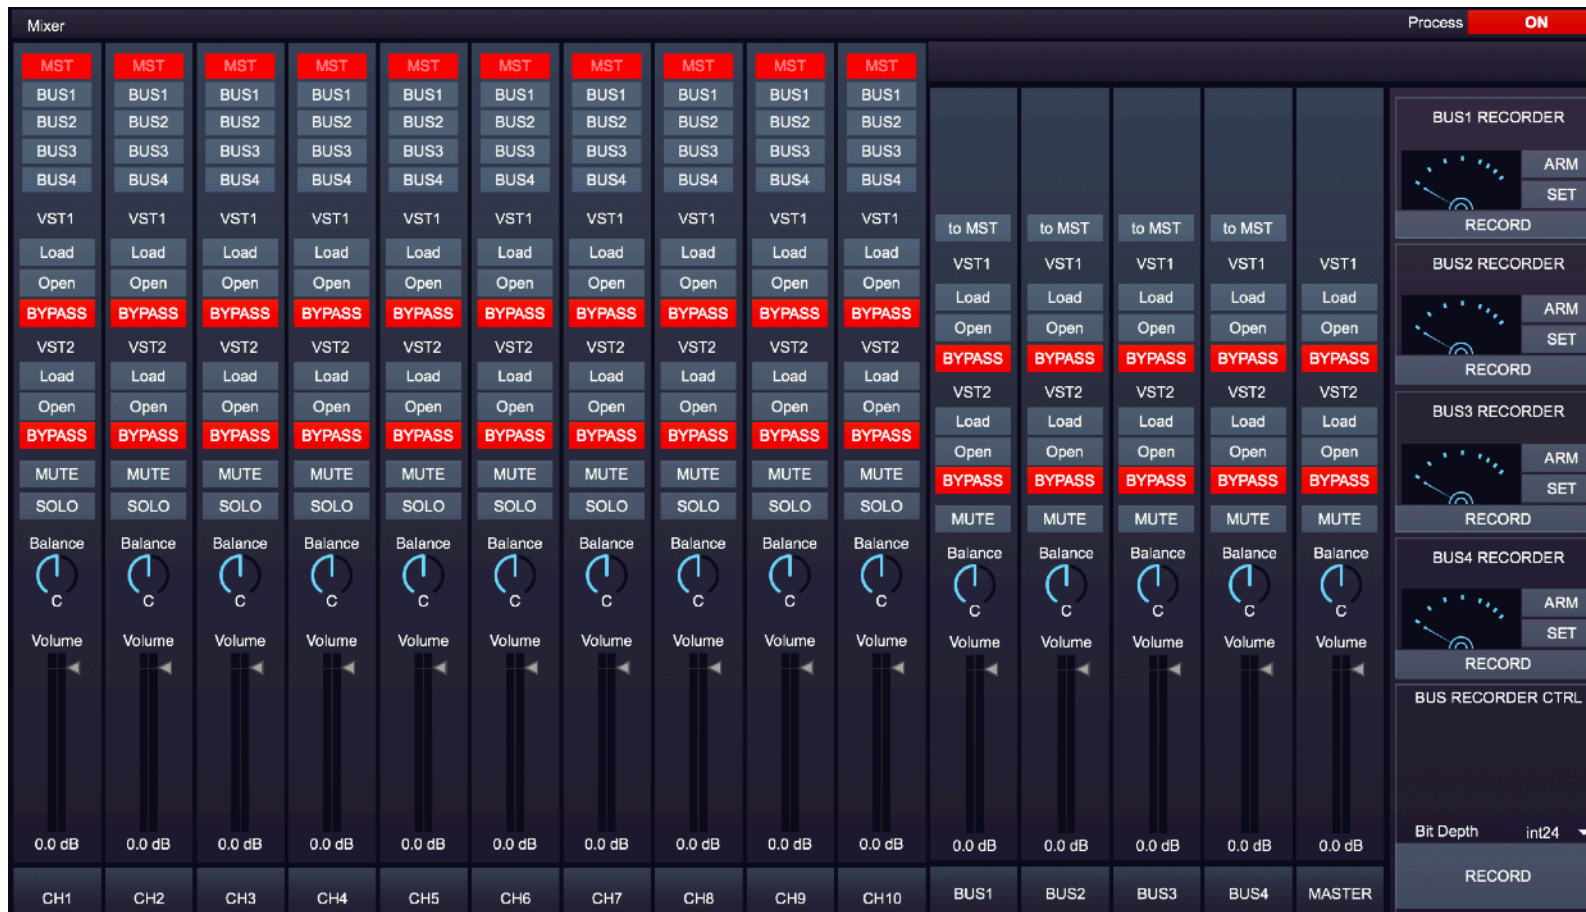 Mixer Process ON
MST MST MST MST MST MST MST MST MST MST
BUS1 BUS1 BUS1 BUS1 BUS1 BUS1 BUS1 BUS1 BUS1 BUS1
BUS2 BUS2 BUS2 BUS2 BUS2 BUS2 BUS2 BUS2 BUS2 BUS2
BUS3 BUS3 BUS3 BUS3 BUS3 BUS3 BUS3 BUS3 BUS3 BUS3
BUS4 BUS4 BUS4 BUS4 BUS4 BUS4 BUS4 BUS4 BUS4 BUS4
VST1 VST1 VST1 VST1 VST1 VST1 VST1 VST1 VST1 VST1
Load Load Load Load Load Load Load Load Load Load
Open Open Open Open Open Open Open Open Open Open
BYPASS BYPASS BYPASS BYPASS BYPASS BYPASS BYPASS BYPASS BYPASS BYPASS
VST2 VST2 VST2 VST2 VST2 VST2 VST2 VST2 VST2 VST2
Load Load Load Load Load Load Load Load Load Load
Open Open Open Open Open Open Open Open Open Open
BYPASS BYPASS BYPASS BYPASS BYPASS BYPASS BYPASS BYPASS BYPASS BYPASS
MUTE MUTE MUTE MUTE MUTE MUTE MUTE MUTE MUTE MUTE
SOLO SOLO SOLO SOLO SOLO SOLO SOLO SOLO SOLO SOLO
Balance Balance Balance Balance Balance Balance Balance Balance Balance Balance
C C C C C C C C C C
Volume Volume Volume Volume Volume Volume Volume Volume Volume Volume
0.0 dB 0.0 dB 0.0 dB 0.0 dB 0.0 dB 0.0 dB 0.0 dB 0.0 dB 0.0 dB 0.0 dB
CH1 CH2 CH3 CH4 CH5 CH6 CH7 CH8 CH9 CH10
to MST to MST to MST to MST
VST1 VST1 VST1 VST1 VST1
Load Load Load Load Load
Open Open Open Open Open
BYPASS BYPASS BYPASS BYPASS BYPASS
VST2 VST2 VST2 VST2 VST2
Load Load Load Load Load
Open Open Open Open Open
BYPASS BYPASS BYPASS BYPASS BYPASS
MUTE MUTE MUTE MUTE MUTE
Balance Balance Balance Balance Balance
C C C C C
Volume Volume Volume Volume Volume
0.0 dB 0.0 dB 0.0 dB 0.0 dB 0.0 dB
BUS1 BUS2 BUS3 BUS4 MASTER
BUS1 RECORDER
ARM
SET
RECORD
BUS2 RECORDER
ARM
SET
RECORD
BUS3 RECORDER
ARM
SET
RECORD
BUS4 RECORDER
ARM
SET
RECORD
BUS RECORDER CTRL
Bit Depth int24
RECORD